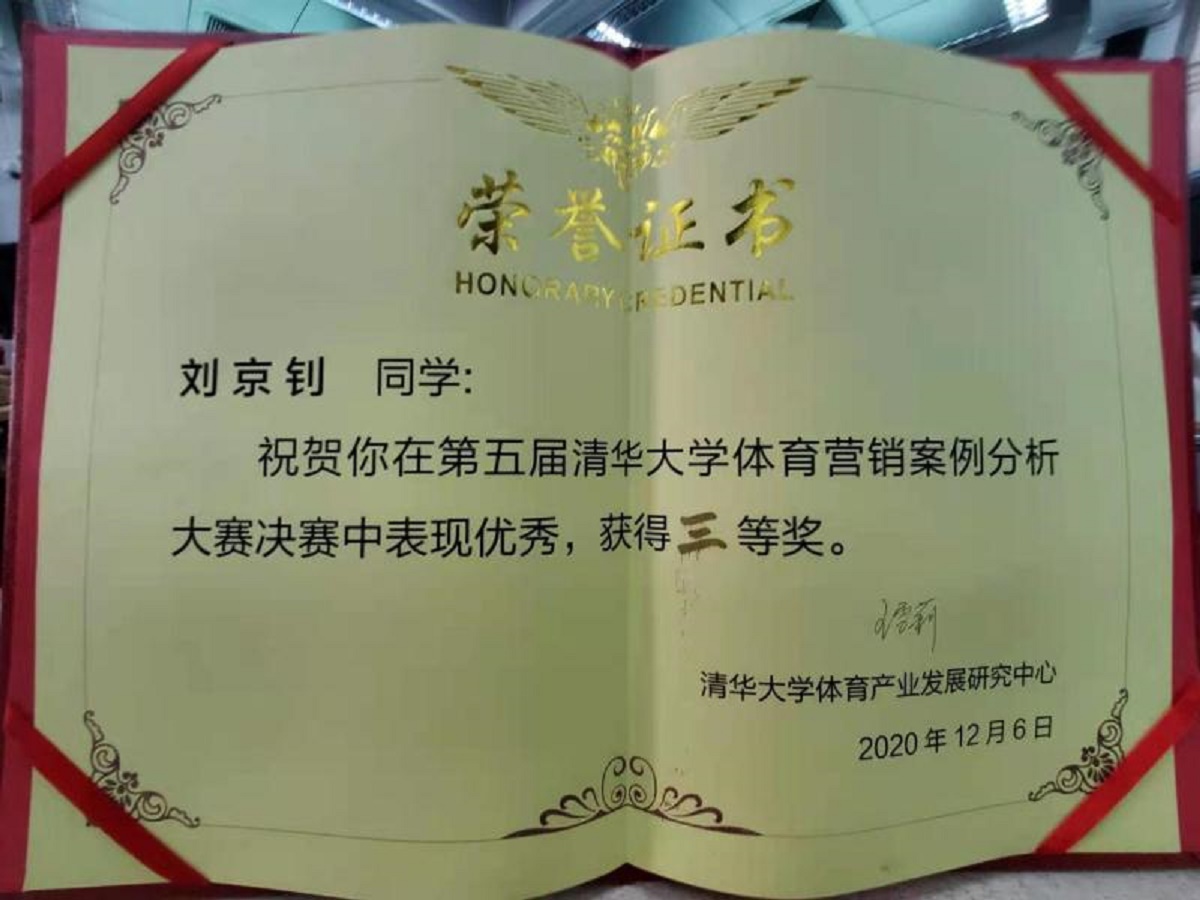 荣誉证书
HONORARY CREDENTIAL
刘京钊 同学:
祝贺你在第五届清华大学体育营销案例分析
大赛决赛中表现优秀，获得三等奖。
王雪莉
清华大学体育产业发展研究中心
2020年12月6日